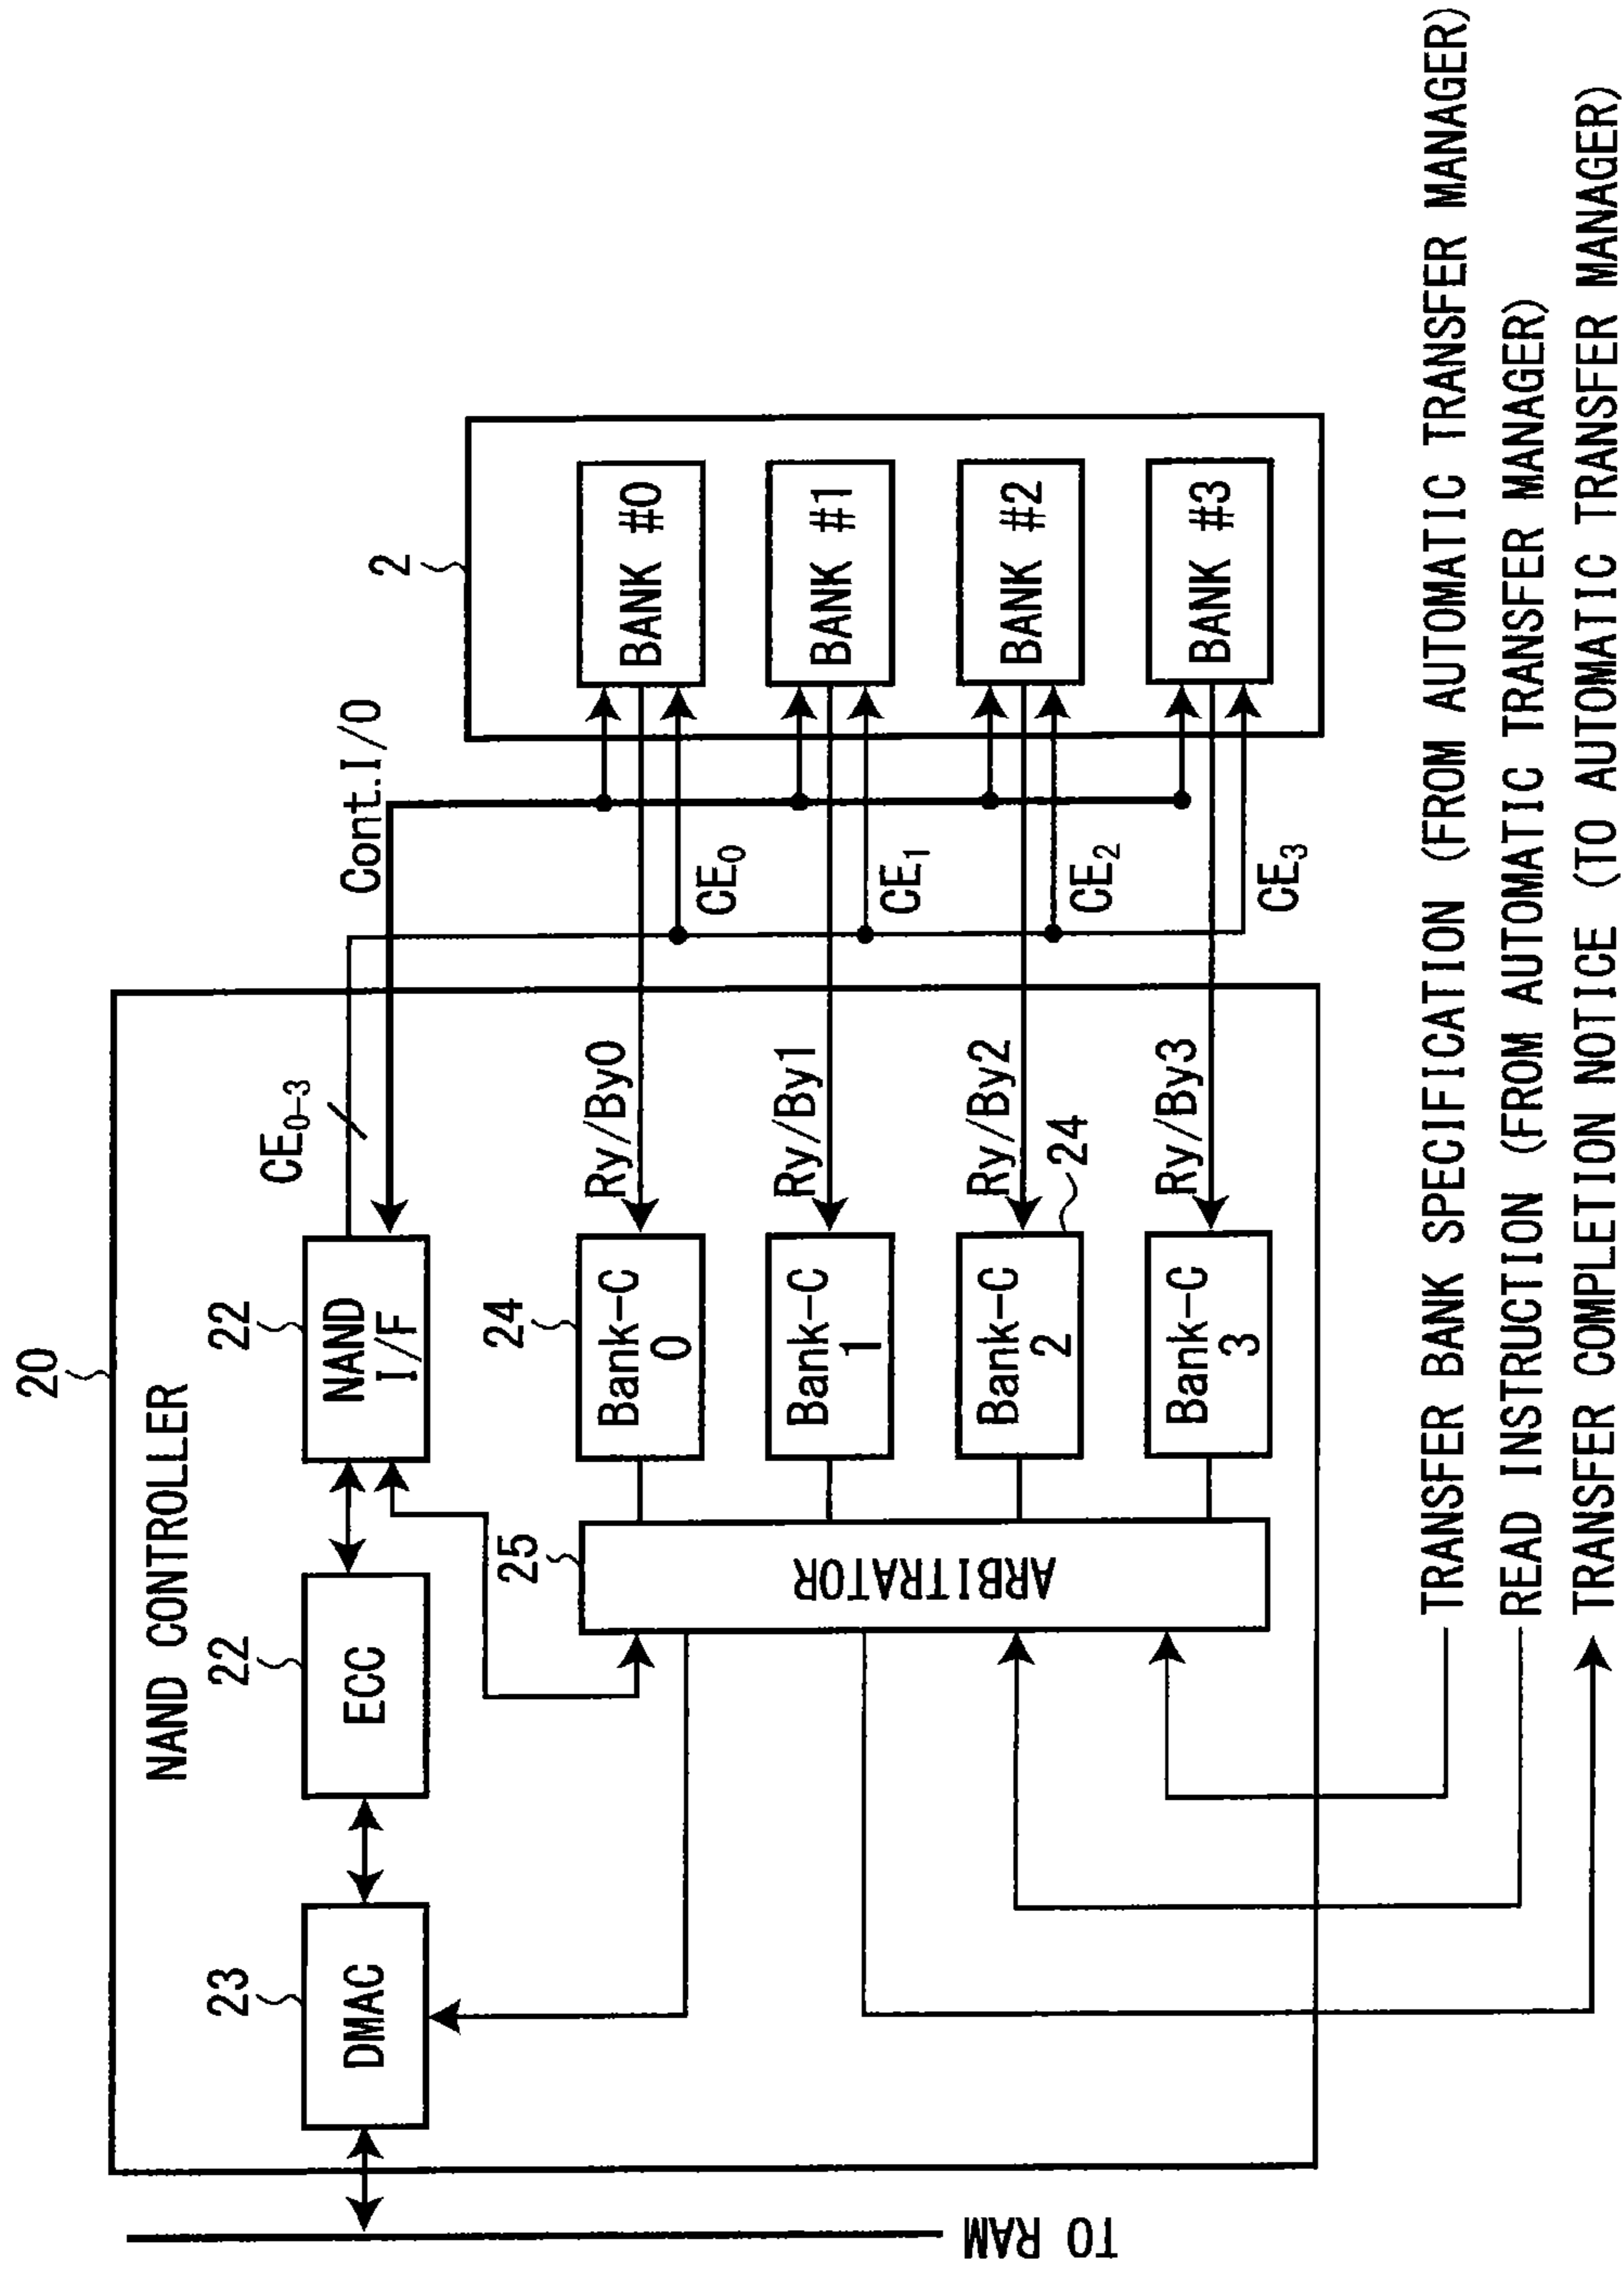 20
NAND CONTROLLER
23
22
22
DMAC
ECC
NAND
I/F
CE0-3
Cont.I/O
2
25
ARBITRATOR
24
Bank-C
0
Ry/By0
CE0
BANK #0
Bank-C
1
Ry/By1
CE1
BANK #1
Bank-C
2
Ry/By2
24
CE2
BANK #2
Bank-C
3
Ry/By3
CE3
BANK #3
TO RAM
TRANSFER BANK SPECIFICATION (FROM AUTOMATIC TRANSFER MANAGER)
READ INSTRUCTION (FROM AUTOMATIC TRANSFER MANAGER)
TRANSFER COMPLETION NOTICE (TO AUTOMATIC TRANSFER MANAGER)